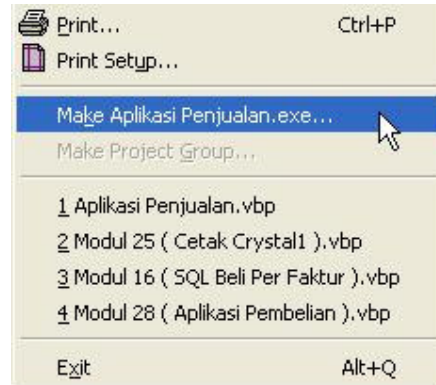 Print... Ctrl+P
Print Setup...
Make Aplikasi Penjualan.exe...
Make Project Group...
1 Aplikasi Penjualan.vbp
2 Modul 25 ( Cetak Crystal1 ).vbp
3 Modul 16 ( SQL Beli Per Faktur ).vbp
4 Modul 28 ( Aplikasi Pembelian ).vbp
Exit Alt+Q